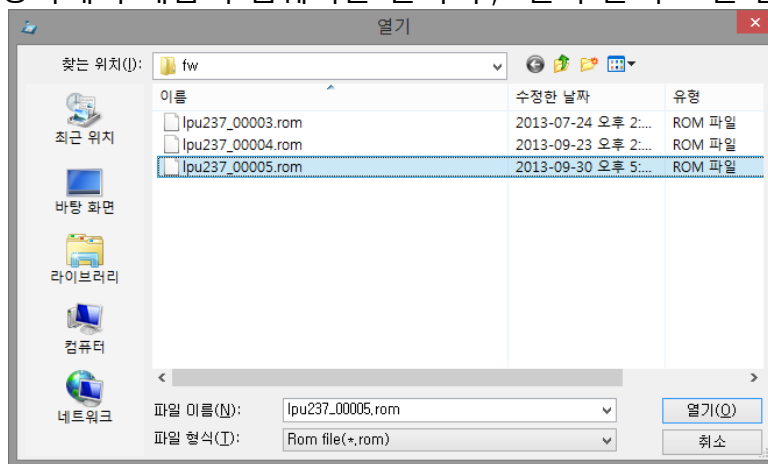 열기
찾는 위치(I):
fw
최근 위치
바탕 화면
라이브러리
컴퓨터
네트워크
이름 수정한 날짜 유형
lpu237_00003.rom 2013-07-24 오후 2:... ROM 파일
lpu237_00004.rom 2013-09-23 오후 2:... ROM 파일
lpu237_00005.rom 2013-09-30 오후 5:... ROM 파일
파일 이름(N): lpu237_00005.rom 열기(O)
파일 형식(T): Rom file(*.rom) 취소